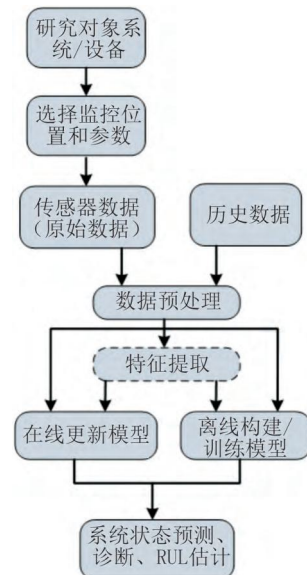 研究对象系
统/设备
选择监控位
置和参数
传感器数据
(原始数据)
历史数据
数据预处理
特征提取
在线更新模型
离线构建/
训练模型
系统状态预测、
诊断、RUL估计